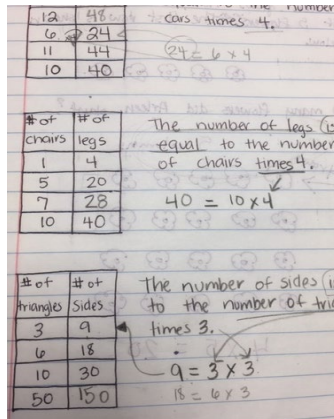 the number
12 48 cars times 4.
6 24
11 44 24 = 6 x 4
10 40
# of chairs # of legs The number of legs
1 4 equal to the number
5 20 of chairs times 4.
7 28 40 = 10 x 4
10 40
# of triangles # of sides The number of sides
3 9 to the number of
6 18 times 3.
10 30 9 = 3 x 3
50 150 18 = 6 x 3